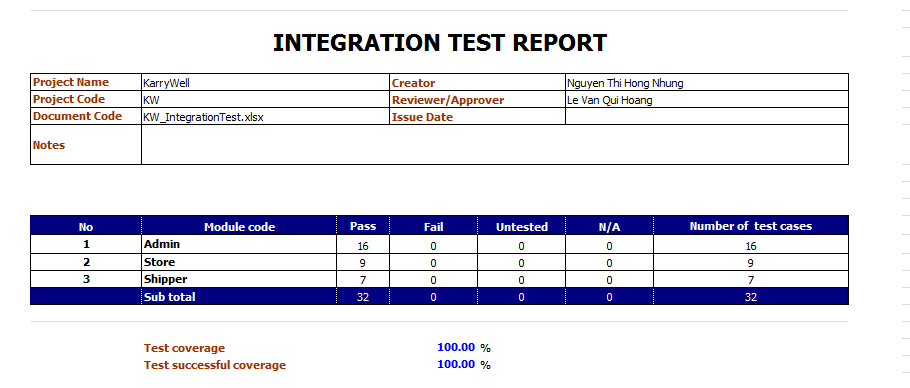 INTEGRATION TEST REPORT
Project Name KarryWell Creator Nguyen Thi Hong Nhung
Project Code KW Reviewer/Approver Le Van Qui Hoang
Document Code KW_IntegrationTest.xlsx Issue Date
Notes
No Module code Pass Fail Untested N/A Number of test cases
1 Admin 16 0 0 0 16
2 Store 9 0 0 0 9
3 Shipper 7 0 0 0 7
Sub total 32 0 0 0 32
Test coverage 100.00 %
Test successful coverage 100.00 %